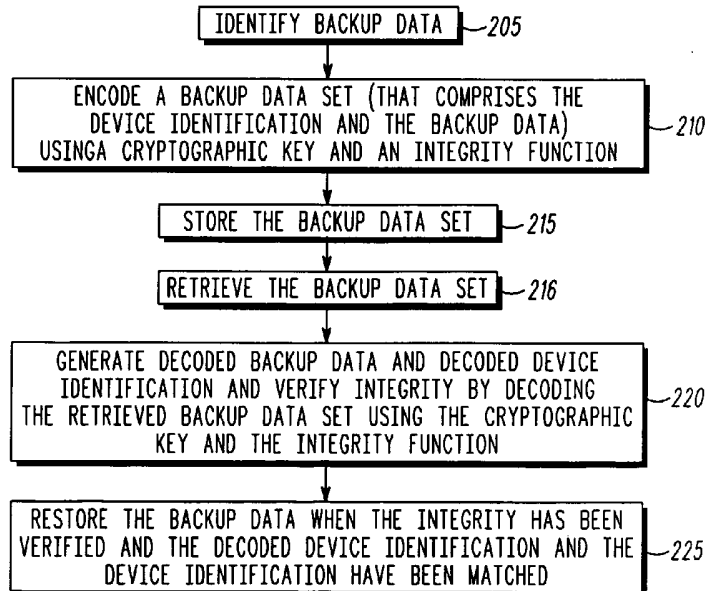 IDENTIFY BACKUP DATA 205
ENCODE A BACKUP DATA SET (THAT COMPRISES THE
DEVICE IDENTIFICATION AND THE BACKUP DATA)
USINGA CRYPTOGRAPHIC KEY AND AN INTEGRITY FUNCTION
210
STORE THE BACKUP DATA SET 215
RETRIEVE THE BACKUP DATA SET 216
GENERATE DECODED BACKUP DATA AND DECODED DEVICE
IDENTIFICATION AND VERIFY INTEGRITY BY DECODING
THE RETRIEVED BACKUP DATA SET USING THE CRYPTOGRAPHIC
KEY AND THE INTEGRITY FUNCTION
220
RESTORE THE BACKUP DATA WHEN THE INTEGRITY HAS BEEN
VERIFIED AND THE DECODED DEVICE IDENTIFICATION AND THE
DEVICE IDENTIFICATION HAVE BEEN MATCHED
225